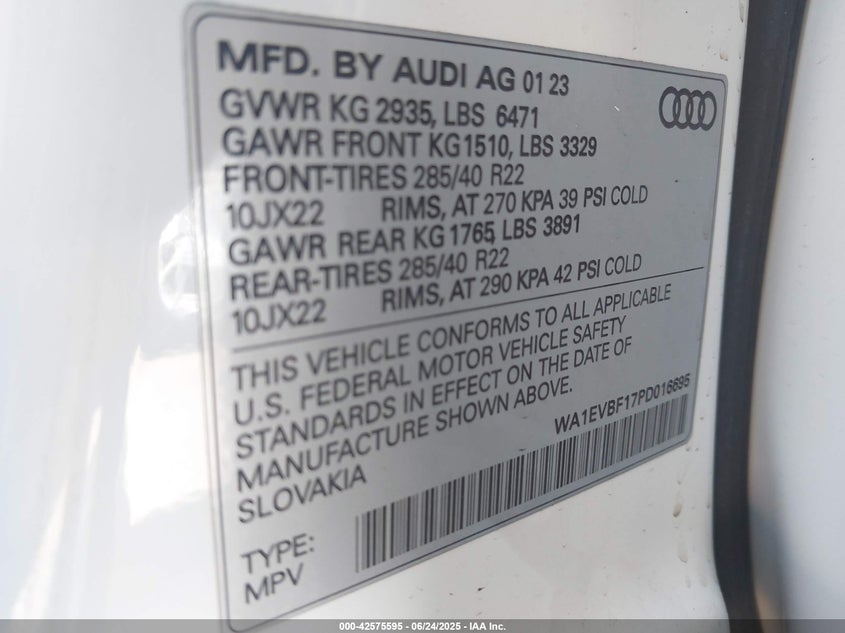 MFD. BY AUDI AG 01 23
GVWR KG 2935, LBS 6471
GAWR FRONT KG1510, LBS 3329
FRONT-TIRES 285/40 R22
10JX22 RIMS, AT 270 KPA 39 PSI COLD
GAWR REAR KG 1765, LBS 3891
REAR-TIRES 285/40 R22
10JX22 RIMS, AT 290 KPA 42 PSI COLD
THIS VEHICLE CONFORMS TO ALL APPLICABLE
U.S. FEDERAL MOTOR VEHICLE SAFETY
STANDARDS IN EFFECT ON THE DATE OF
MANUFACTURE SHOWN ABOVE.
SLOVAKIA
WA1EVBF17PD016695
TYPE:
MPV
000-42575595 - 06/24/2025 - IAA Inc.